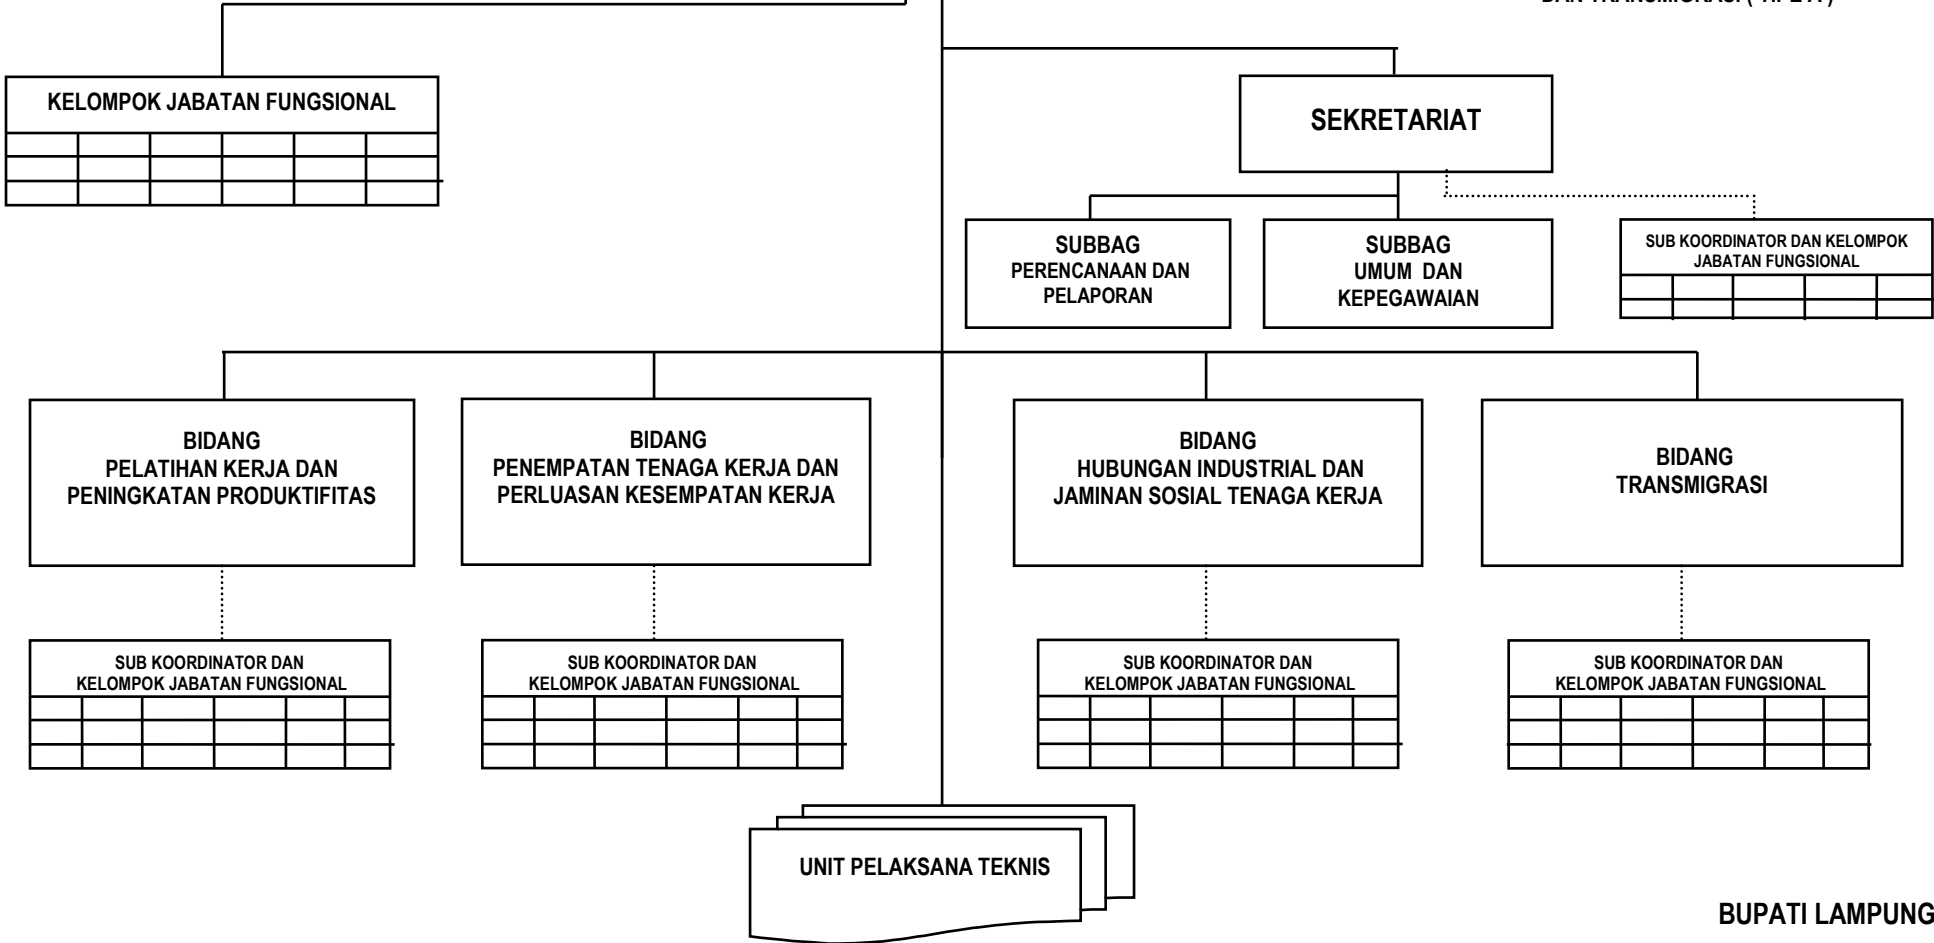 KELOMPOK JABATAN FUNGSIONAL
SEKRETARIAT
SUBBAG
PERENCANAAN DAN
PELAPORAN
SUBBAG
UMUM DAN
KEPEGAWAIAN
SUB KOORDINATOR DAN KELOMPOK
JABATAN FUNGSIONAL
BIDANG
PELATIHAN KERJA DAN
PENINGKATAN PRODUKTIFITAS
BIDANG
PENEMPATAN TENAGA KERJA DAN
PERLUASAN KESEMPATAN KERJA
BIDANG
HUBUNGAN INDUSTRIAL DAN
JAMINAN SOSIAL TENAGA KERJA
BIDANG
TRANSMIGRASI
SUB KOORDINATOR DAN
KELOMPOK JABATAN FUNGSIONAL
SUB KOORDINATOR DAN
KELOMPOK JABATAN FUNGSIONAL
SUB KOORDINATOR DAN
KELOMPOK JABATAN FUNGSIONAL
SUB KOORDINATOR DAN
KELOMPOK JABATAN FUNGSIONAL
UNIT PELAKSANA TEKNIS
BUPATI LAMPUNG